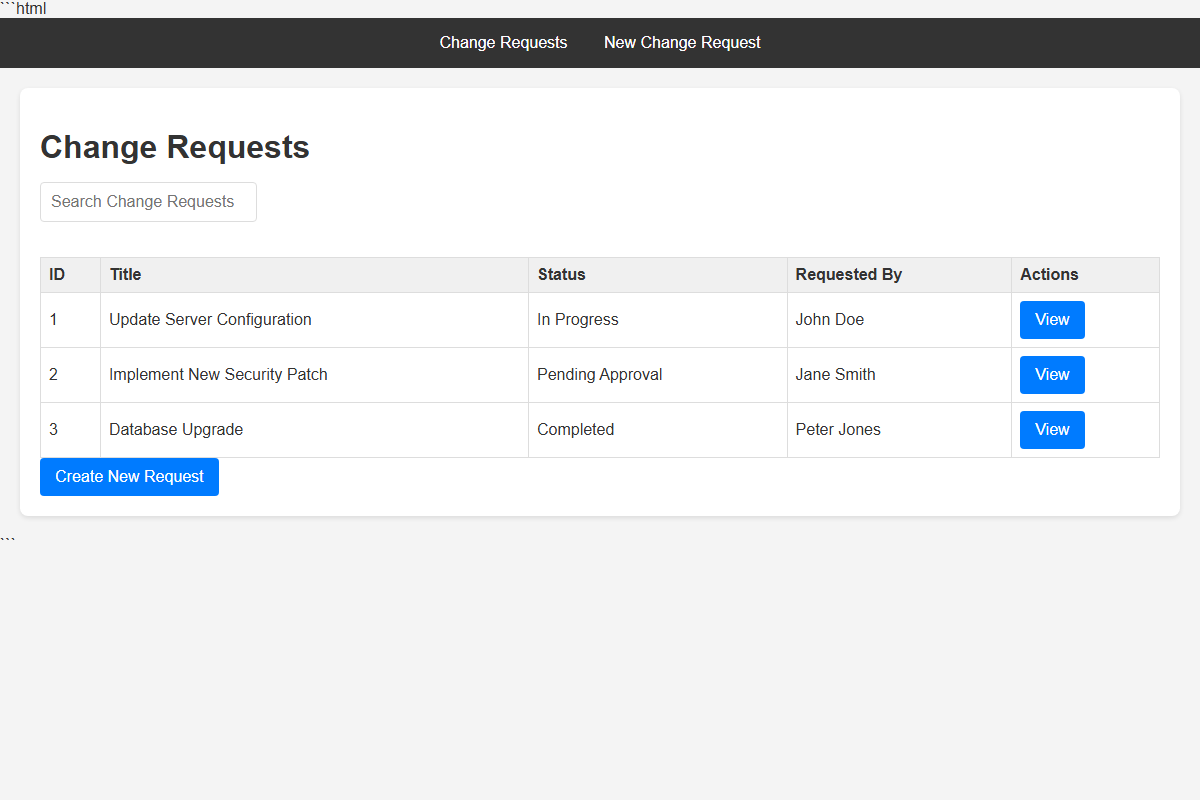 ```html
Change Requests New Change Request
Change Requests
Search Change Requests
ID Title Status Requested By Actions
1 Update Server Configuration In Progress John Doe View
2 Implement New Security Patch Pending Approval Jane Smith View
3 Database Upgrade Completed Peter Jones View
Create New Request
```